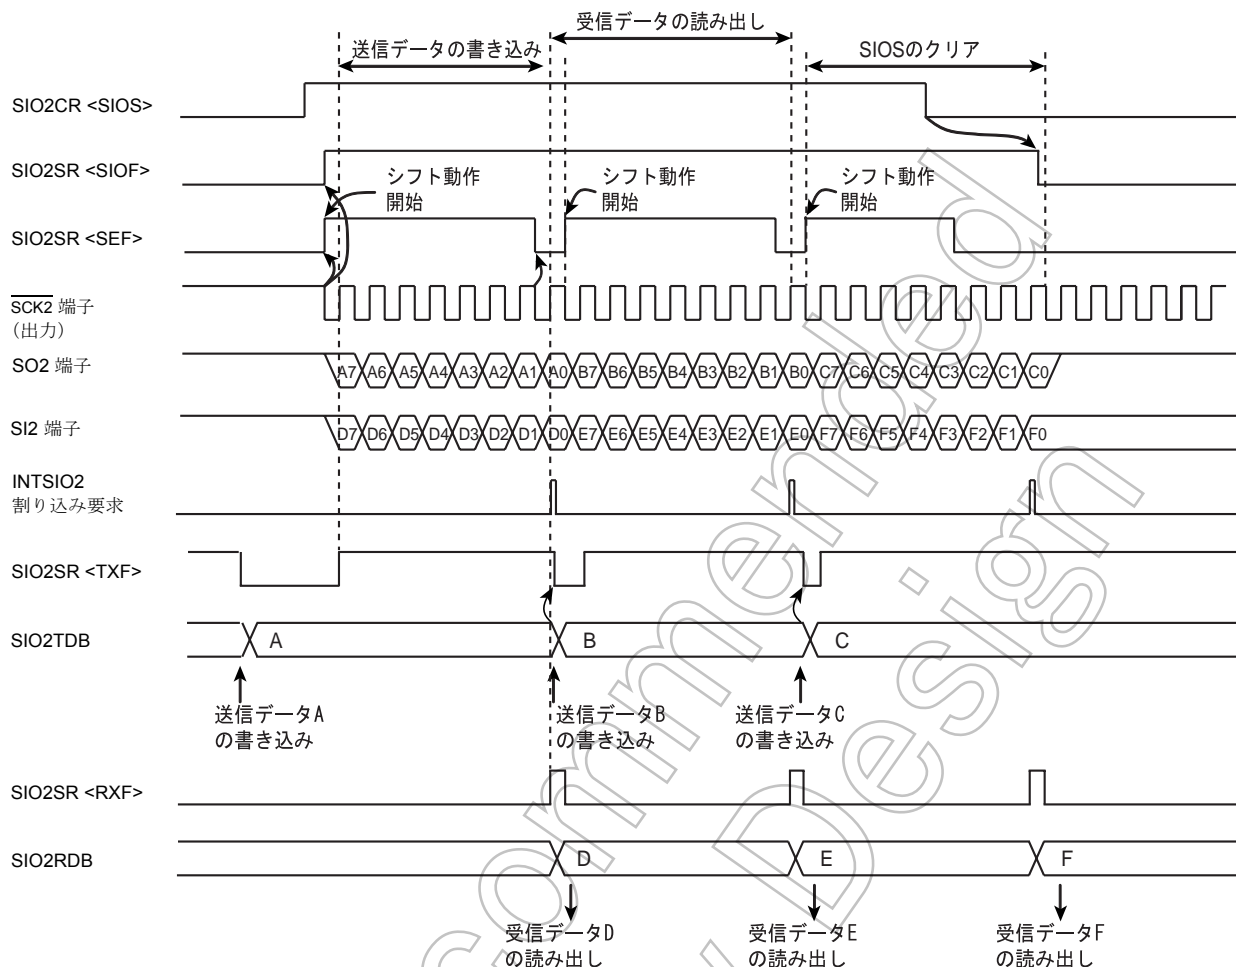 受信データの読み出し
送信データの書き込み
SIOSのクリア
SIO2CR <SIOS>
SIO2SR <SIOF>
シフト動作
開始
シフト動作
開始
シフト動作
開始
SIO2SR <SEF>
SCK2 端子
(出力)
SO2 端子
A7 A6 A5 A4 A3 A2 A1 A0 B7 B6 B5 B4 B3 B2 B1 B0 C7 C6 C5 C4 C3 C2 C1 C0
SI2 端子
D7 D6 D5 D4 D3 D2 D1 D0 E7 E6 E5 E4 E3 E2 E1 E0 F7 F6 F5 F4 F3 F2 F1 F0
INTSIO2
割り込み要求
SIO2SR <TXF>
SIO2TDB
A
B
C
送信データA
の書き込み
送信データB
の書き込み
送信データC
の書き込み
SIO2SR <RXF>
SIO2RDB
D
E
F
受信データD
の読み出し
受信データE
の読み出し
受信データF
の読み出し
ommended
Design